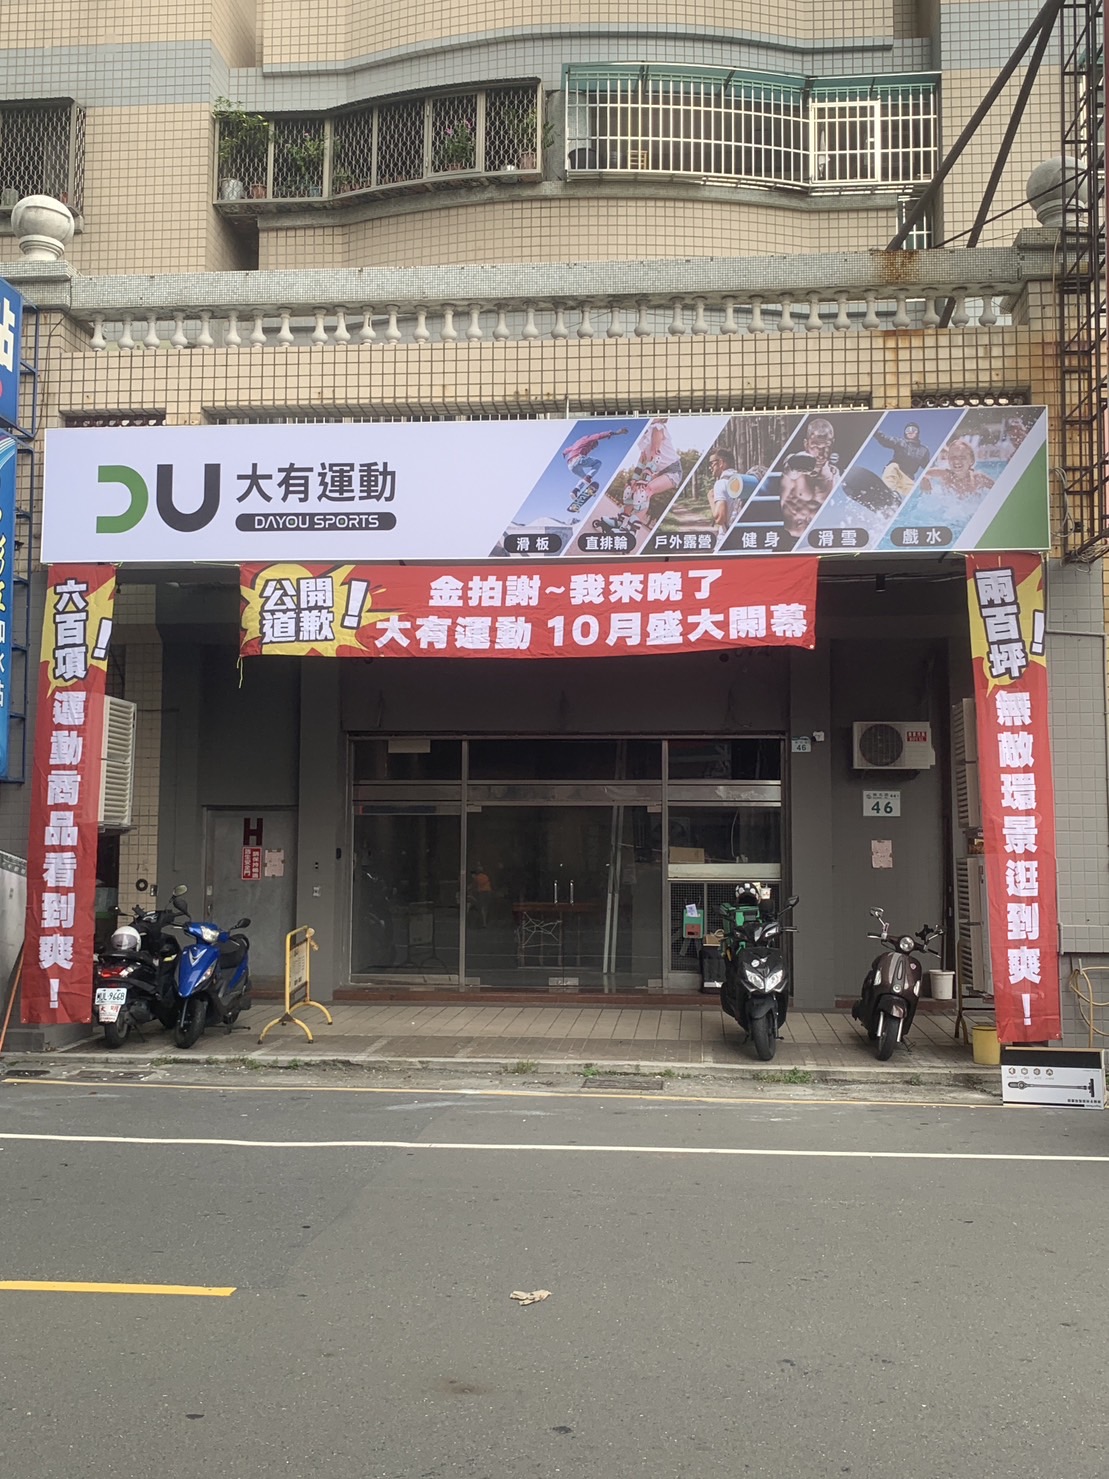 DU 大有運動
DAYOU SPORTS
滑板
直排輪
戶外露營
健身
滑雪
戲水
公開
道歉！
金拍謝~我來晚了
大有運動 10月盛大開幕
六百項！
運動商品看到爽！
兩百坪！
無敵環景逛到爽！
46
46
站
H